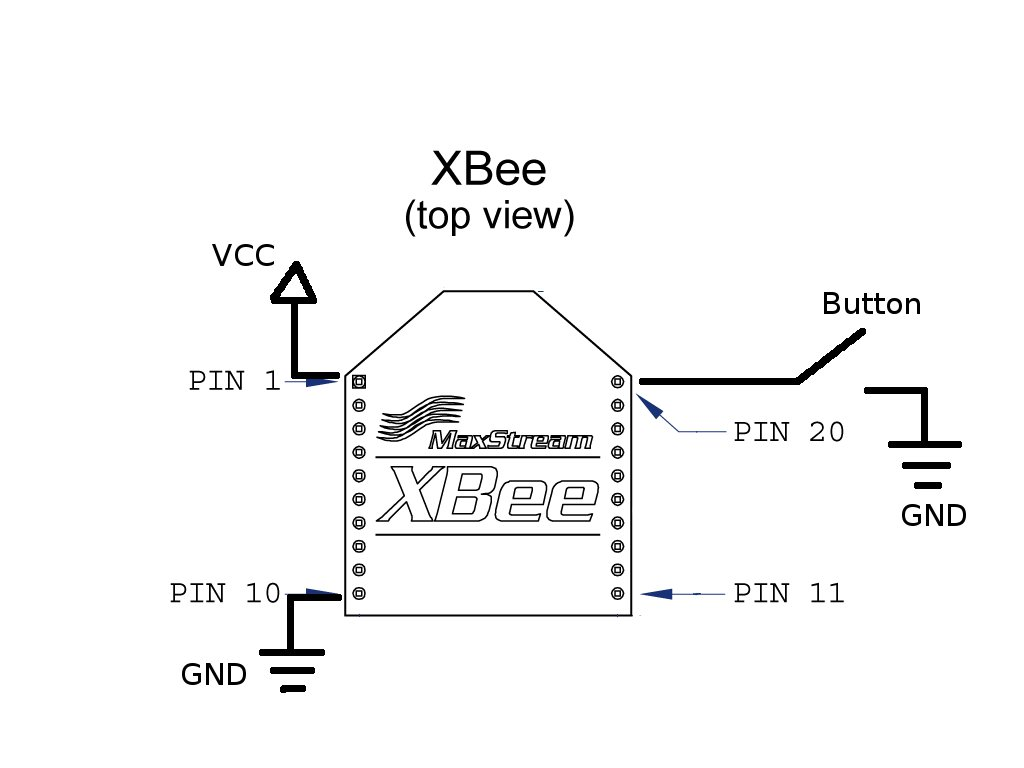 XBee
(top view)
VCC
Button
PIN 1
PIN 20
MaxStream
XBee
GND
PIN 10
PIN 11
GND